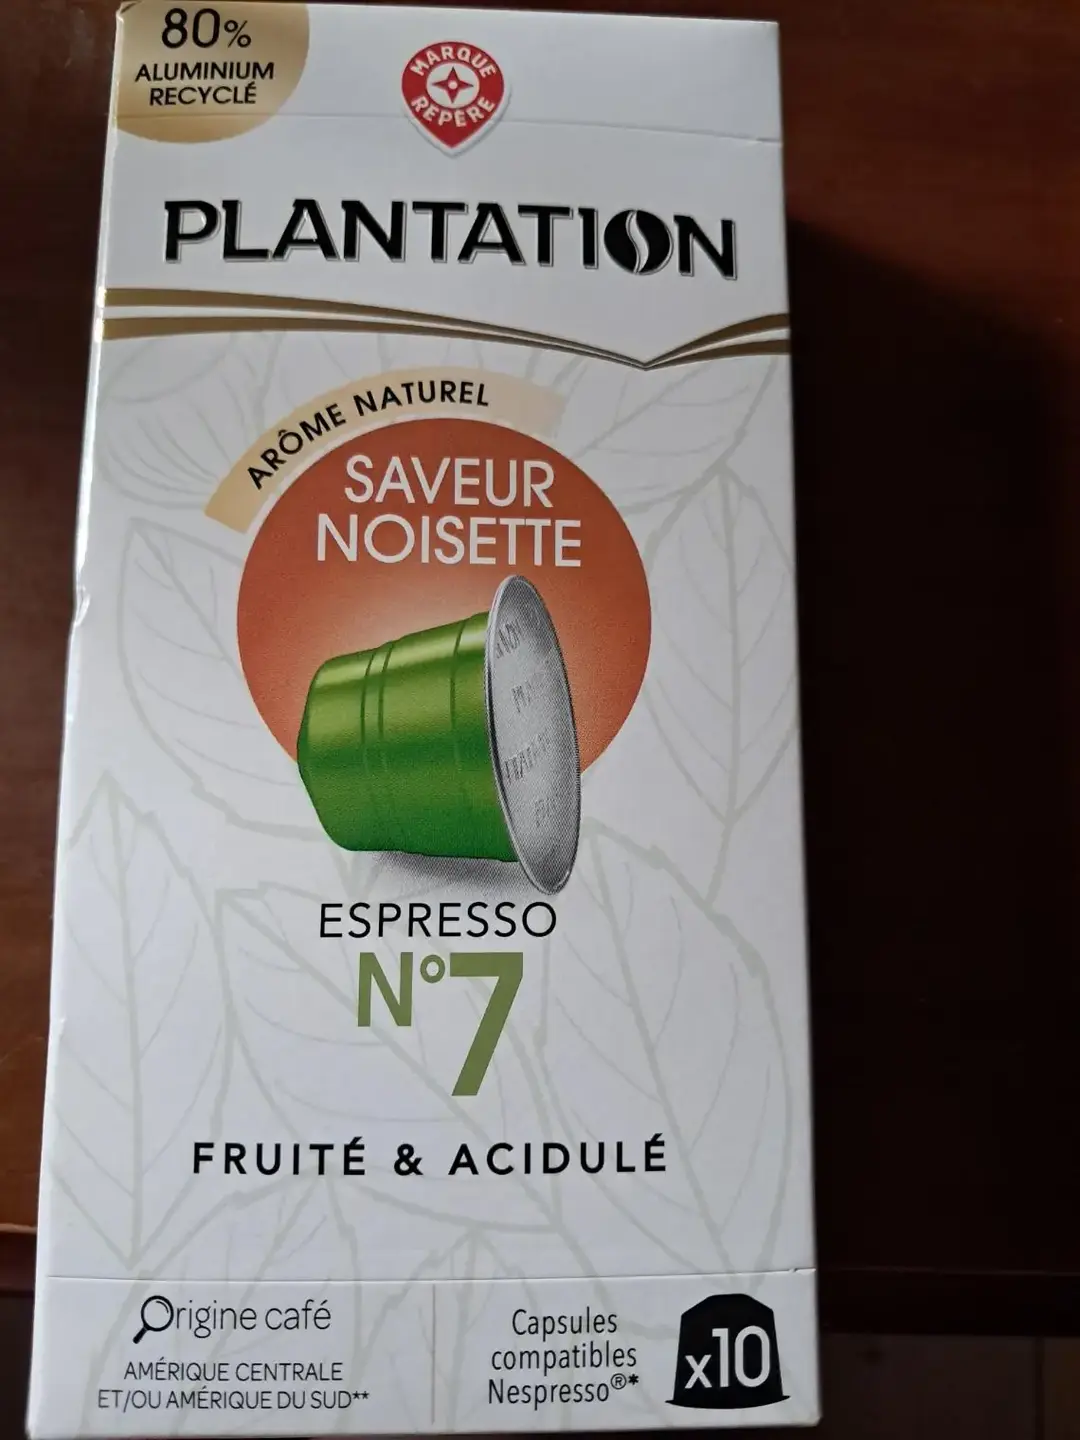 80%
ALUMINIUM
RECYCLÉ
MARQUE
REPÈRE
PLANTATION
ARÔME NATUREL
SAVEUR
NOISETTE
ESPRESSO
N°7
FRUITÉ & ACIDULÉ
Origine café
AMÉRIQUE CENTRALE
ET/OU AMÉRIQUE DU SUD**
Capsules
compatibles
Nespresso®*
x10